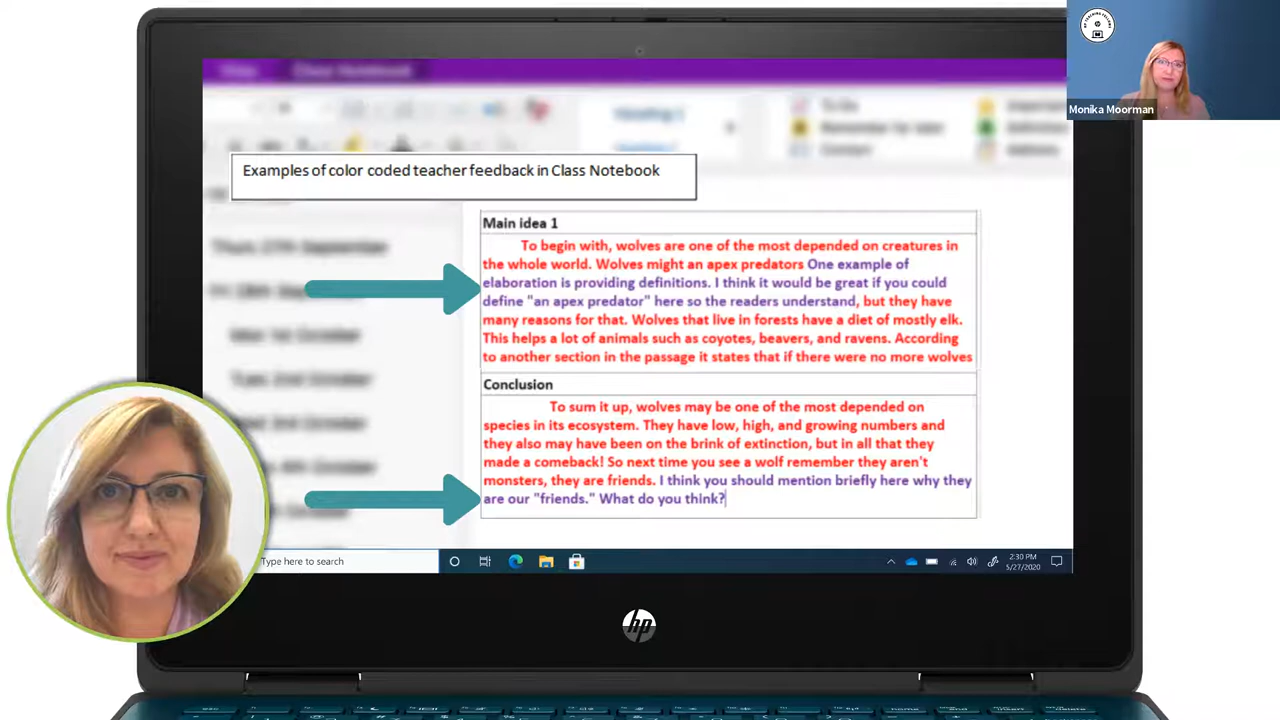 Monika Moorman
Examples of color coded teacher feedback in Class Notebook
Main idea 1
To begin with, wolves are one of the most depended on creatures in
the whole world. Wolves might an apex predators One example of
elaboration is providing definitions. I think it would be great if you could
define "an apex predator" here so the readers understand, but they have
many reasons for that. Wolves that live in forests have a diet of mostly elk.
This helps a lot of animals such as coyotes, beavers, and ravens. According
to another section in the passage it states that if there were no more wolves
Conclusion
To sum it up, wolves may be one of the most depended on
species in its ecosystem. They have low, high, and growing numbers and
they also may have been on the brink of extinction, but in all that they
made a comeback! So next time you see a wolf remember they aren't
monsters, they are friends. I think you should mention briefly here why they
are our "friends." What do you think?
Type here to search
2:30 PM
5/27/2020
hp